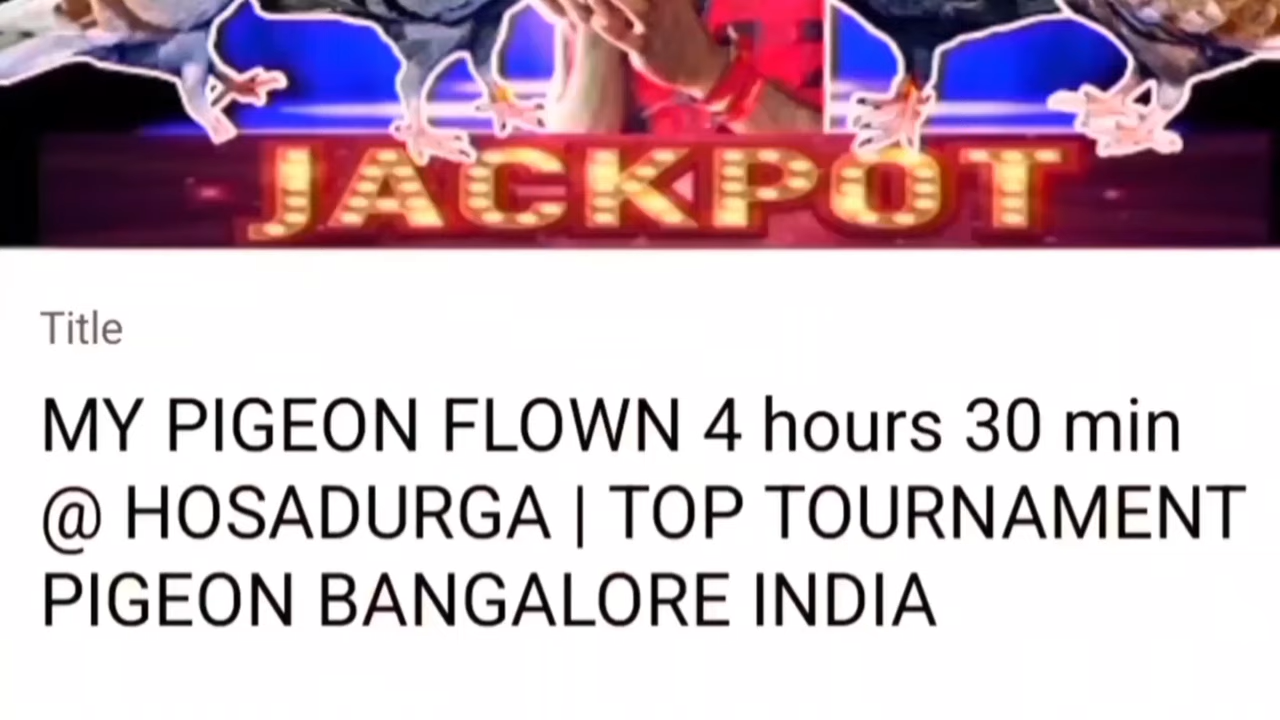 JACKPOT
Title
MY PIGEON FLOWN 4 hours 30 min
@ HOSADURGA | TOP TOURNAMENT
PIGEON BANGALORE INDIA